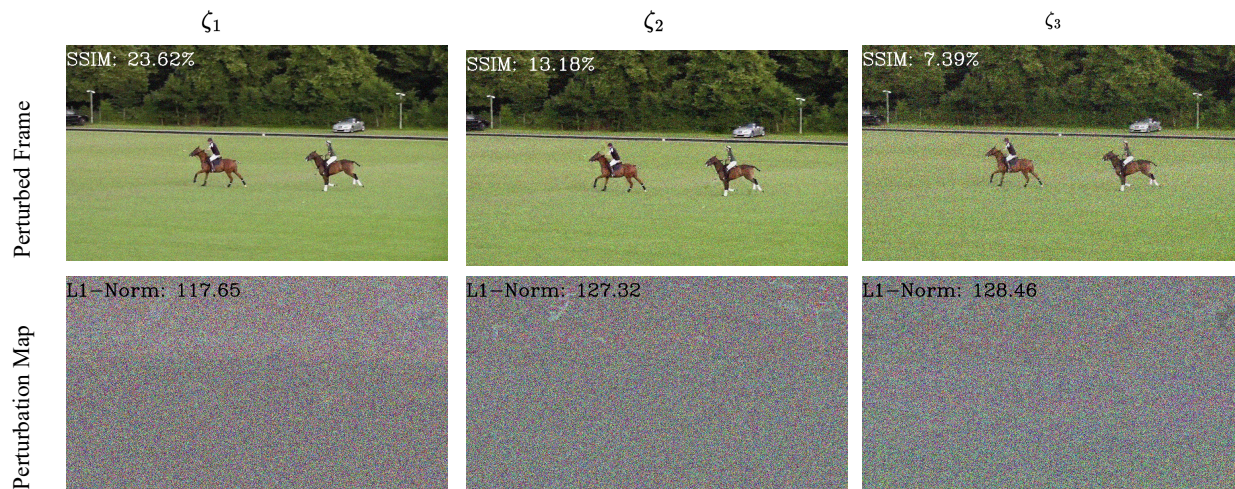 ζ1 ζ2 ζ3
Perturbed Frame
SSIM: 23.62% SSIM: 13.18% SSIM: 7.39%
Perturbation Map
L1-Norm: 117.65 L1-Norm: 127.32 L1-Norm: 128.46